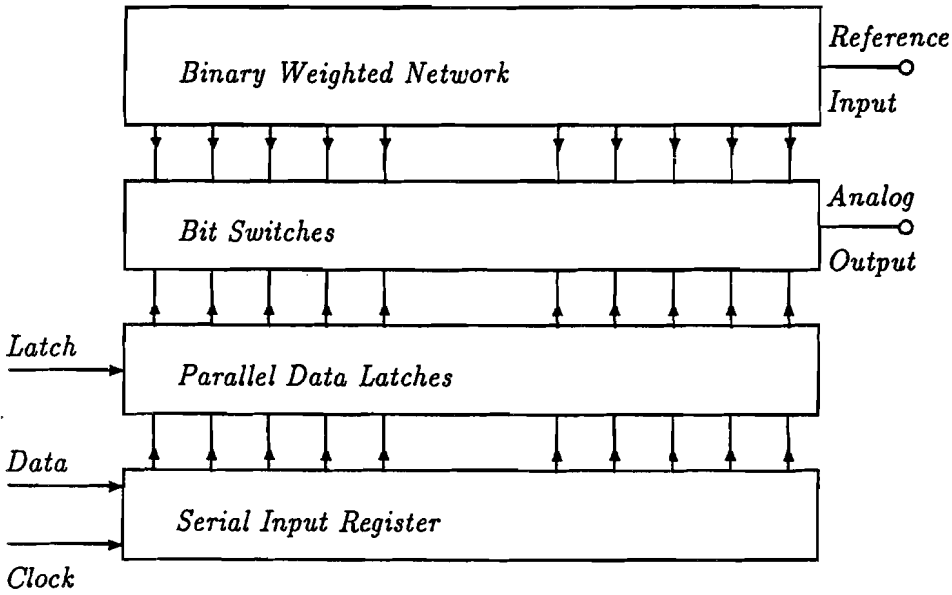 Reference
Binary Weighted Network
Input
Analog
Bit Switches
Output
Latch
Parallel Data Latches
Data
Serial Input Register
Clock